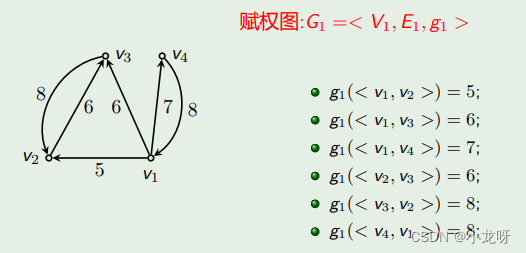 赋权图:G₁ =< V₁, E₁, g₁ >
v₃
v₄
8
6
6
7
8
v₂
5
v₁
g₁(< v₁, v₂ >) = 5;
g₁(< v₁, v₃ >) = 6;
g₁(< v₁, v₄ >) = 7;
g₁(< v₂, v₃ >) = 6;
g₁(< v₃, v₂ >) = 8;
g₁(< v₄, v₁ >) = 8;
CSDN @小龙呀